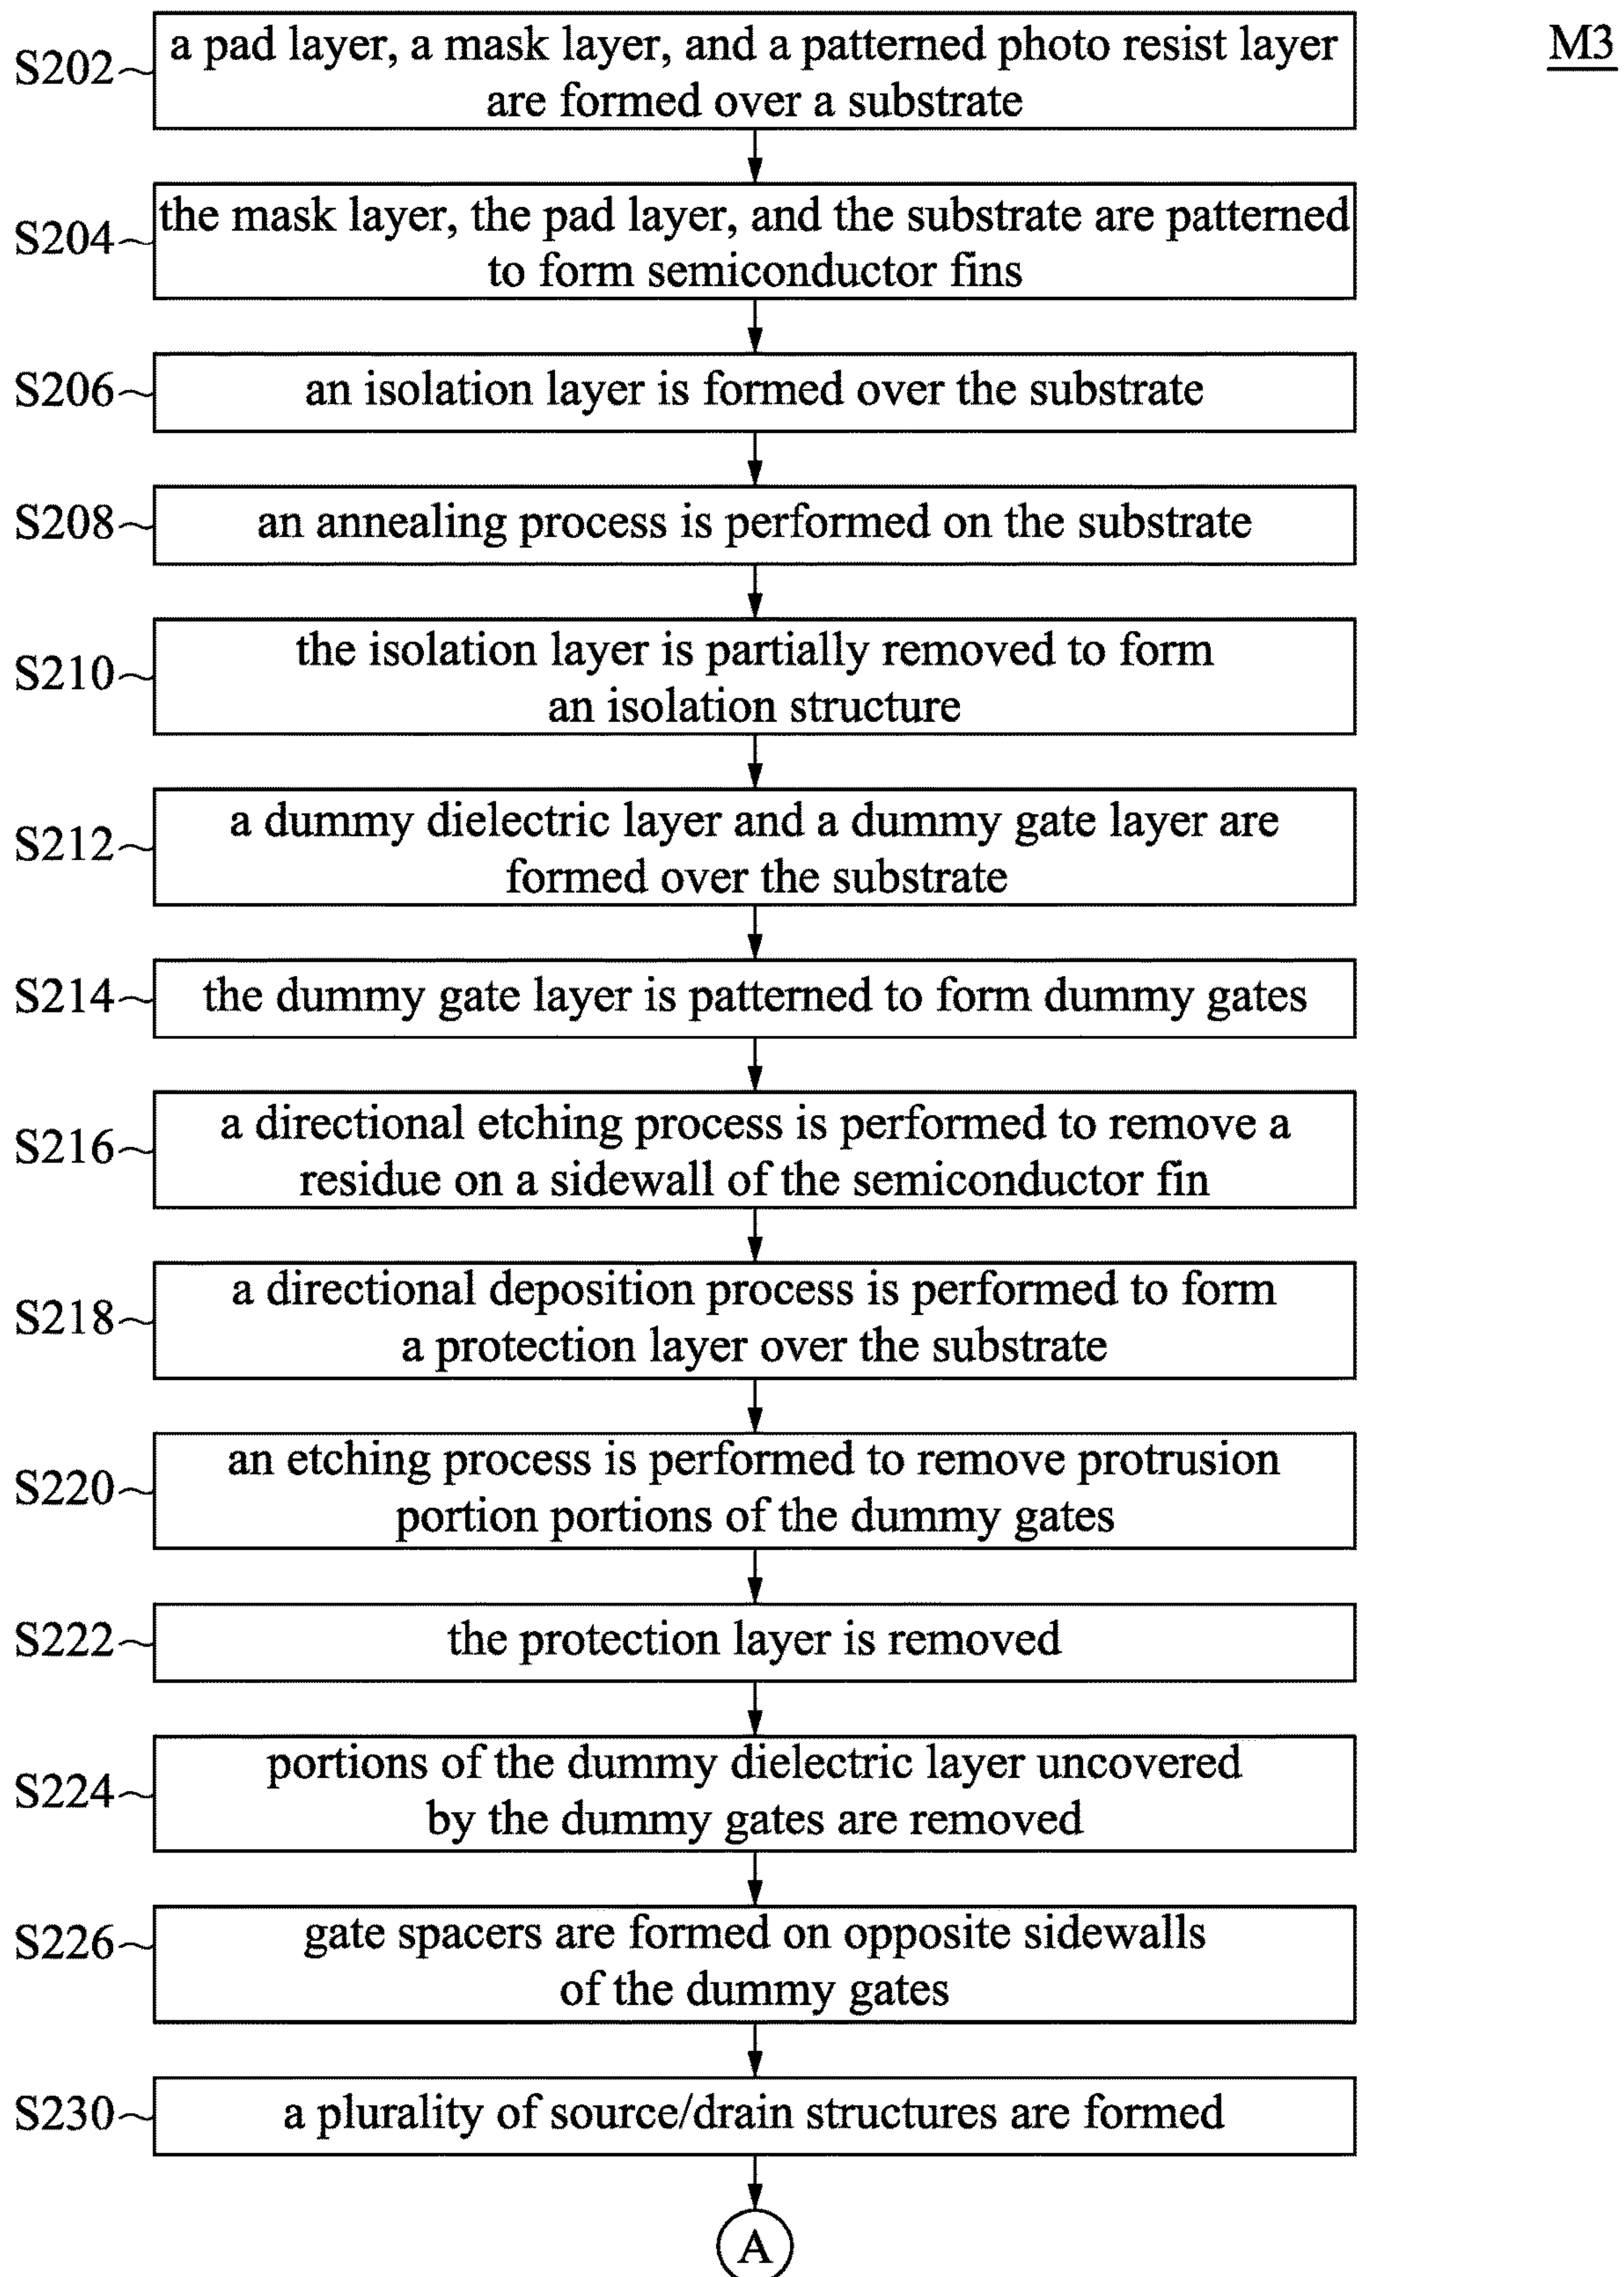 M3
S202
a pad layer, a mask layer, and a patterned photo resist layer
are formed over a substrate
S204
the mask layer, the pad layer, and the substrate are patterned
to form semiconductor fins
S206
an isolation layer is formed over the substrate
S208
an annealing process is performed on the substrate
S210
the isolation layer is partially removed to form
an isolation structure
S212
a dummy dielectric layer and a dummy gate layer are
formed over the substrate
S214
the dummy gate layer is patterned to form dummy gates
S216
a directional etching process is performed to remove a
residue on a sidewall of the semiconductor fin
S218
a directional deposition process is performed to form
a protection layer over the substrate
S220
an etching process is performed to remove protrusion
portion portions of the dummy gates
S222
the protection layer is removed
S224
portions of the dummy dielectric layer uncovered
by the dummy gates are removed
S226
gate spacers are formed on opposite sidewalls
of the dummy gates
S230
a plurality of source/drain structures are formed
A